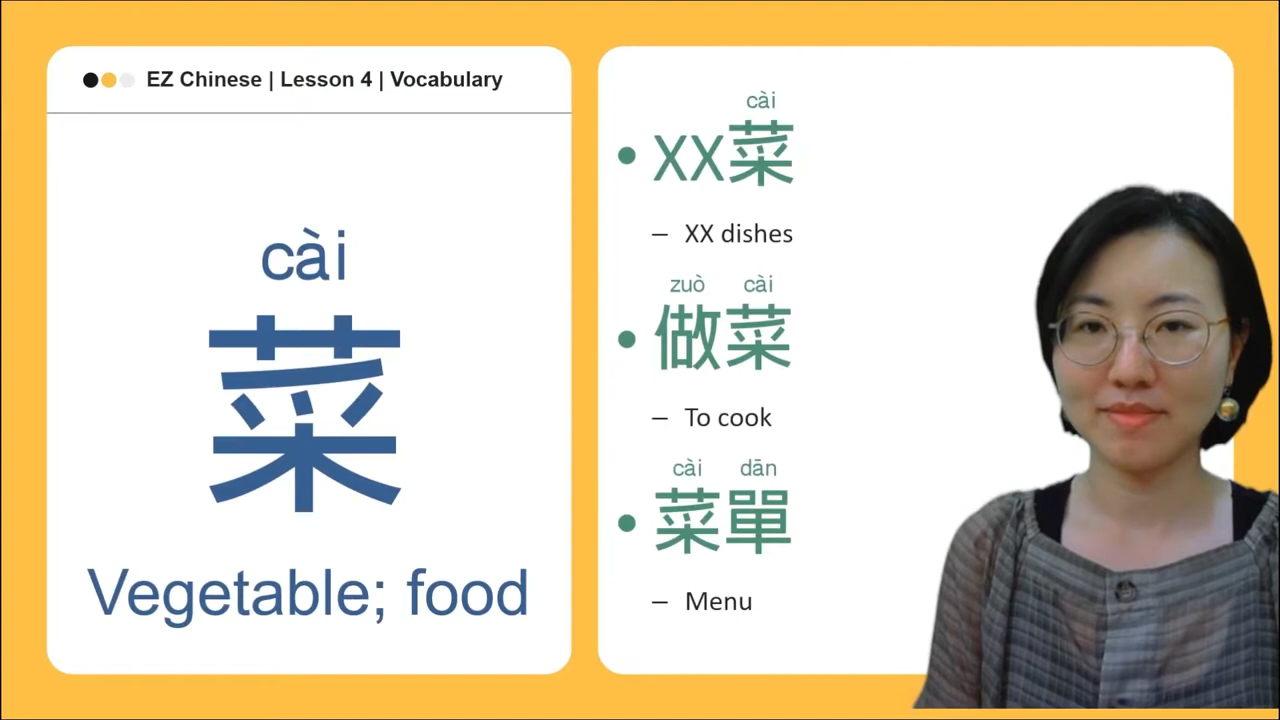 EZ Chinese | Lesson 4 | Vocabulary
cài
菜
Vegetable; food
cài
• XX菜
– XX dishes
zuò cài
• 做菜
– To cook
cài dān
• 菜單
– Menu